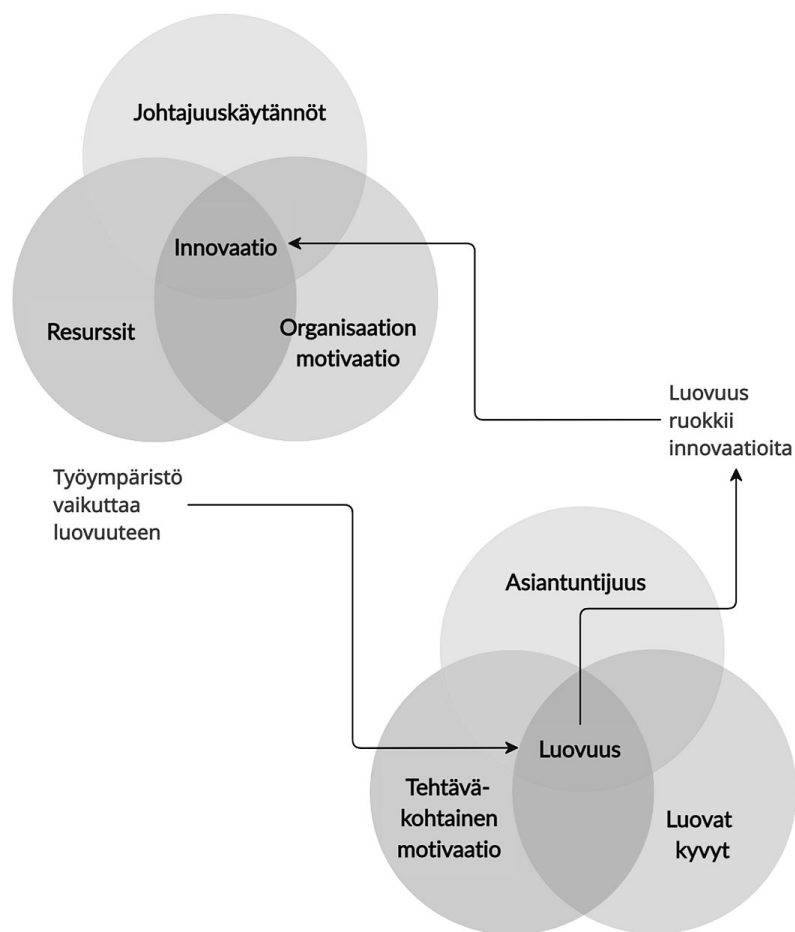 Johtajuuskäytännöt
Innovaatio
Resurssit
Organisaation
motivaatio
Luovuus
ruokkii
innovaatioita
Työympäristö
vaikuttaa
luovuuteen
Asiantuntijuus
Luovuus
Tehtävä-
kohtainen
motivaatio
Luovat
kyvyt